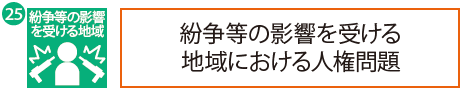 25
紛争等の影響
を受ける地域
紛争等の影響を受ける
地域における人権問題